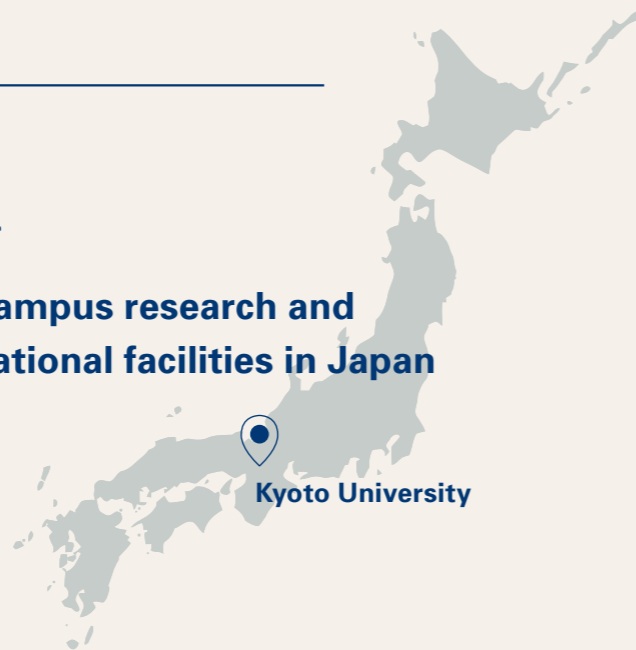 ampus research and
ational facilities in Japan
Kyoto University